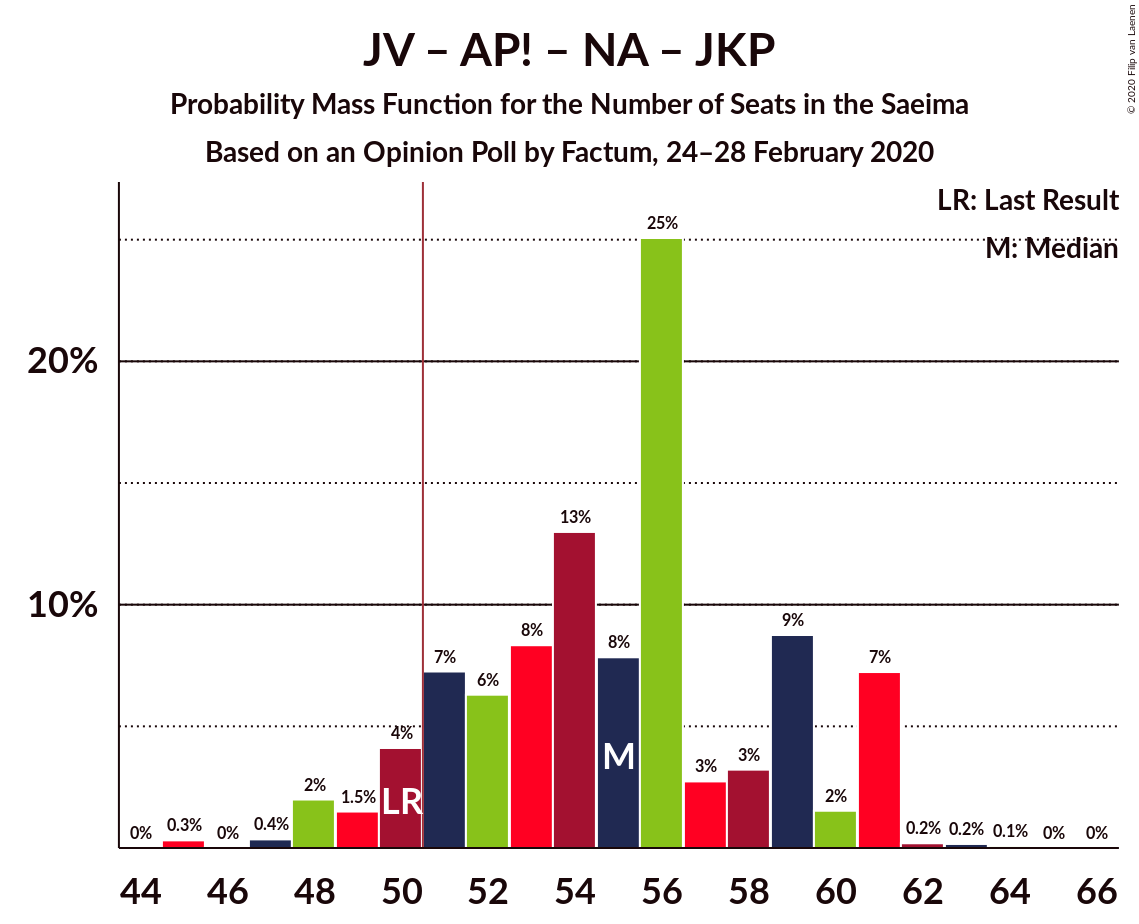 JV – AP! – NA – JKP
Probability Mass Function for the Number of Seats in the Saeima
Based on an Opinion Poll by Factum, 24–28 February 2020
© 2020 Filip van Laenen
LR: Last Result
M: Median
20%
10%
0% 0.3% 0% 0.4% 2% 1.5% 4% 7% 6% 8% 13% 8% 25% 3% 3% 9% 2% 7% 0.2% 0.2% 0.1% 0% 0%
LR M
44 46 48 50 52 54 56 58 60 62 64 66